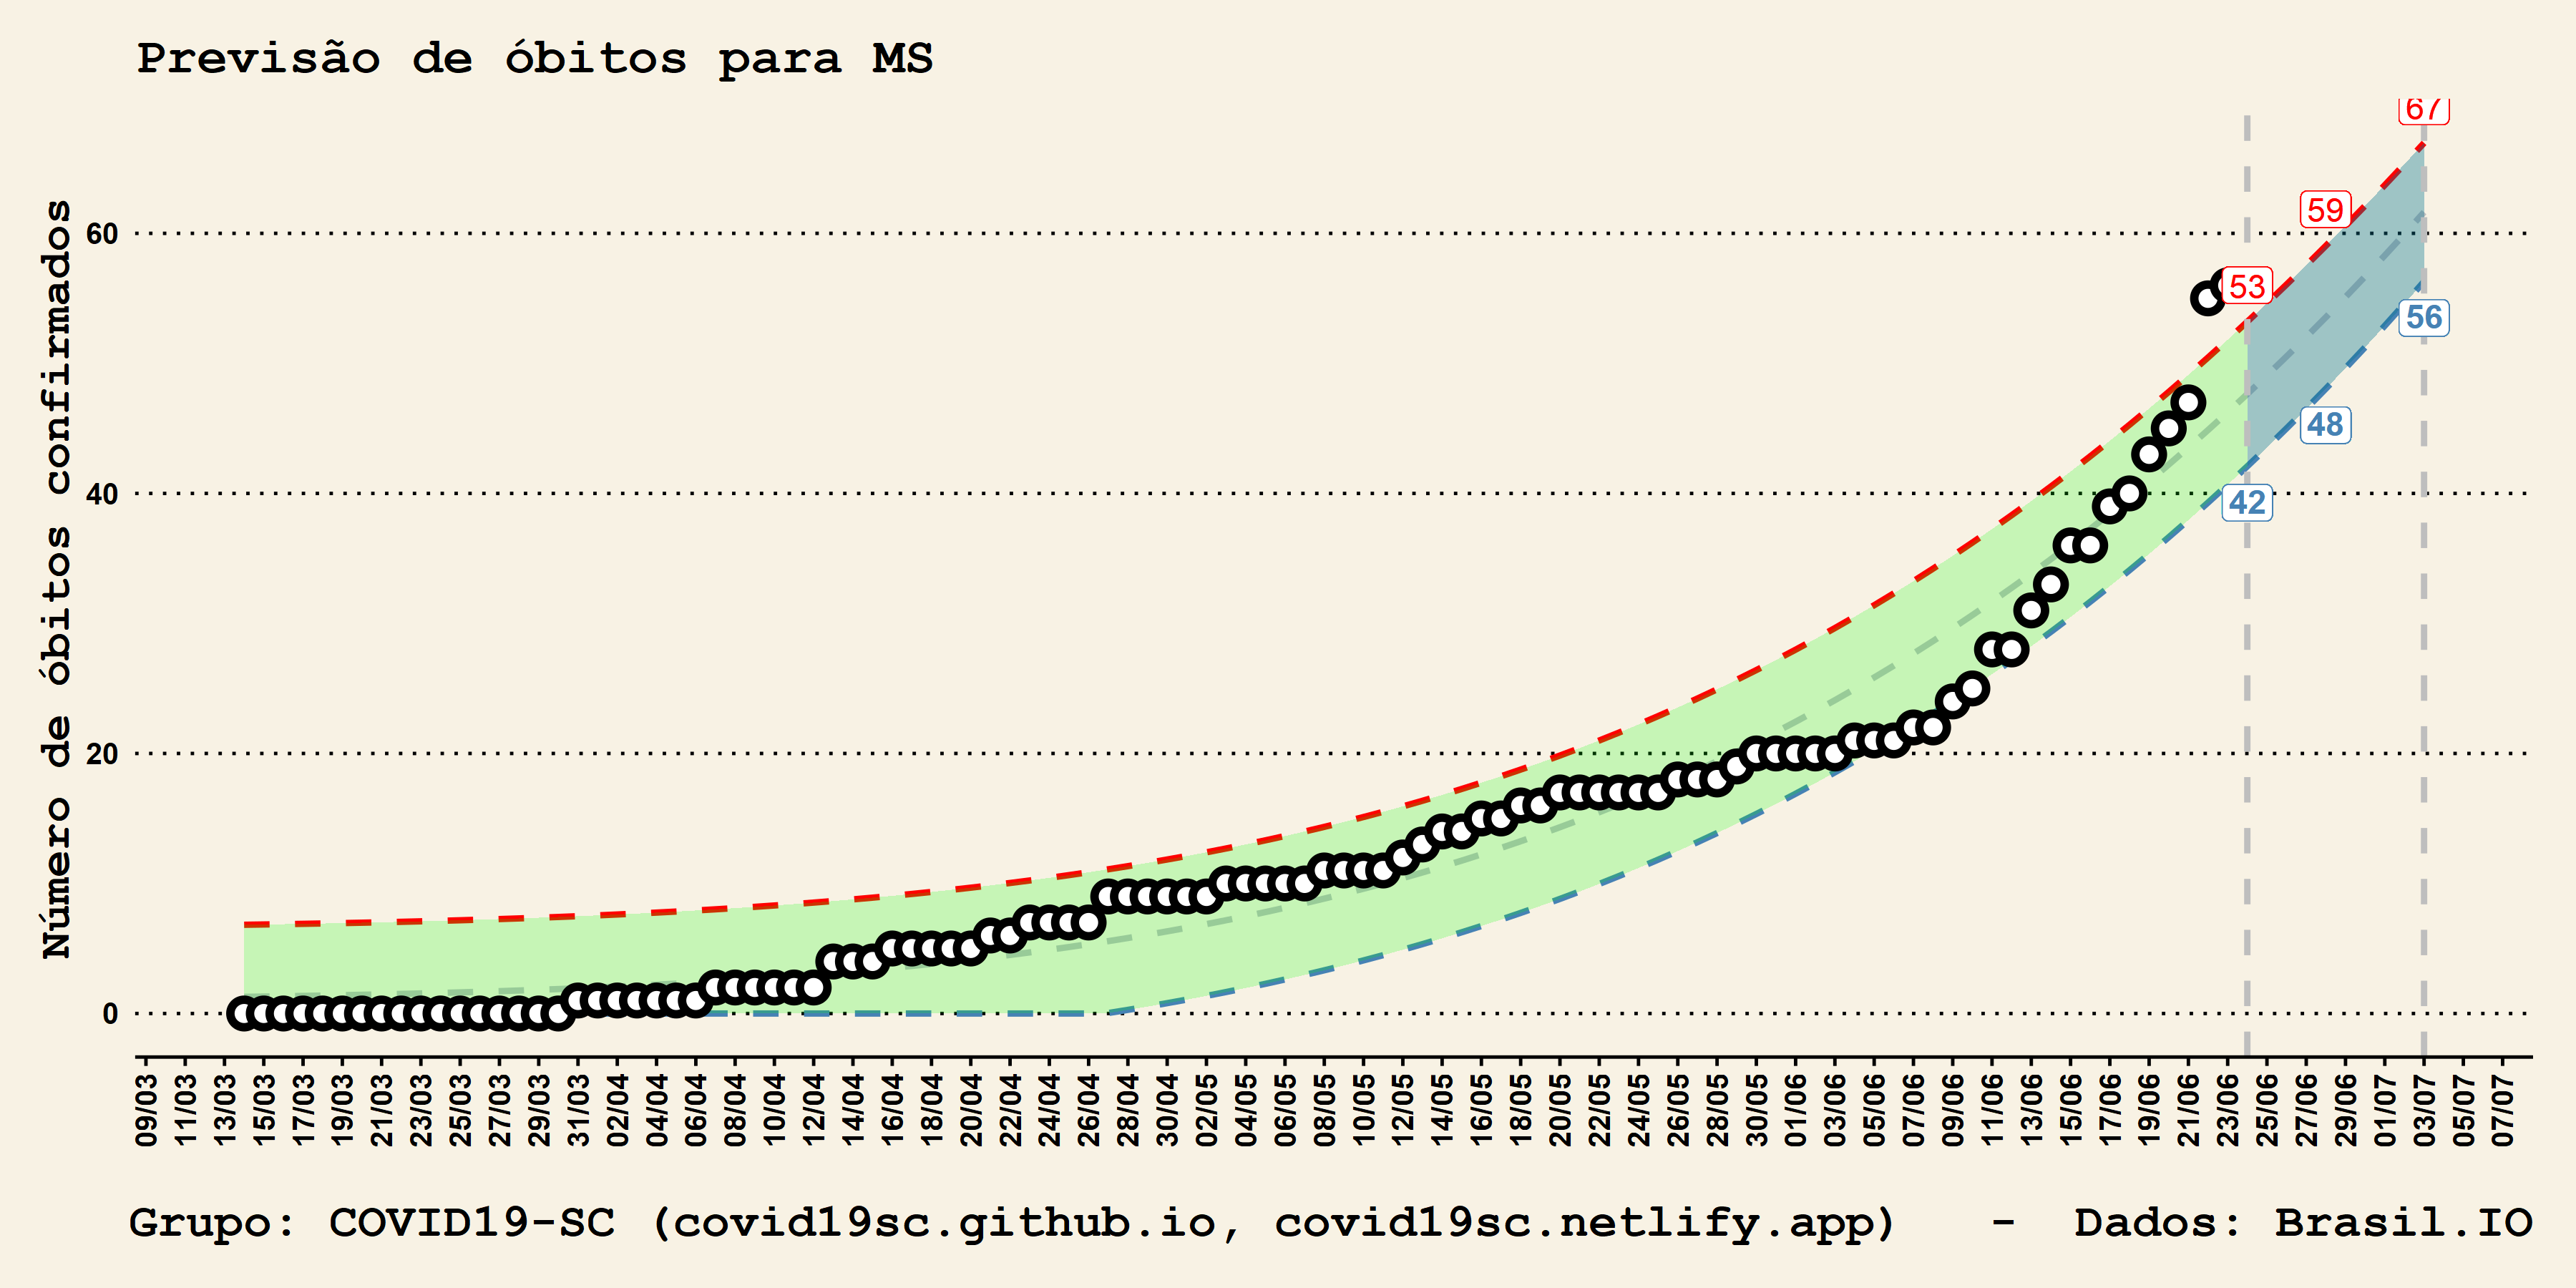 Previsão de óbitos para MS
Número de óbitos confirmados
67
59
60
53
56
48
40
42
20
0
09/03 11/03 13/03 15/03 17/03 19/03 21/03 23/03 25/03 27/03 29/03 31/03 02/04 04/04 06/04 08/04 10/04 12/04 14/04 16/04 18/04 20/04 22/04 24/04 26/04 28/04 30/04 02/05 04/05 06/05 08/05 10/05 12/05 14/05 16/05 18/05 20/05 22/05 24/05 26/05 28/05 30/05 01/06 03/06 05/06 07/06 09/06 11/06 13/06 15/06 17/06 19/06 21/06 23/06 25/06 27/06 29/06 01/07 03/07 05/07 07/07
Grupo: COVID19-SC (covid19sc.github.io, covid19sc.netlify.app) - Dados: Brasil.IO